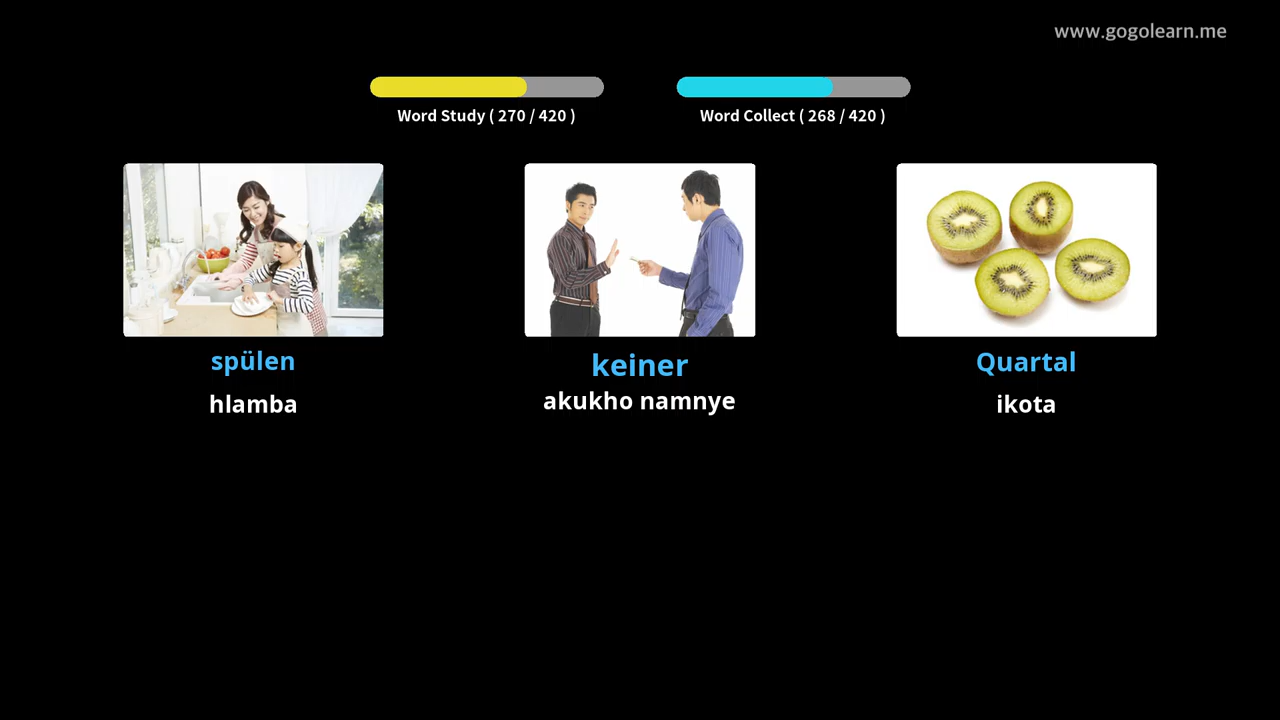 www.gogolearn.me
Word Study ( 270 / 420 )
Word Collect ( 268 / 420 )
spülen
keiner
Quartal
hlamba
akukho namnye
ikota